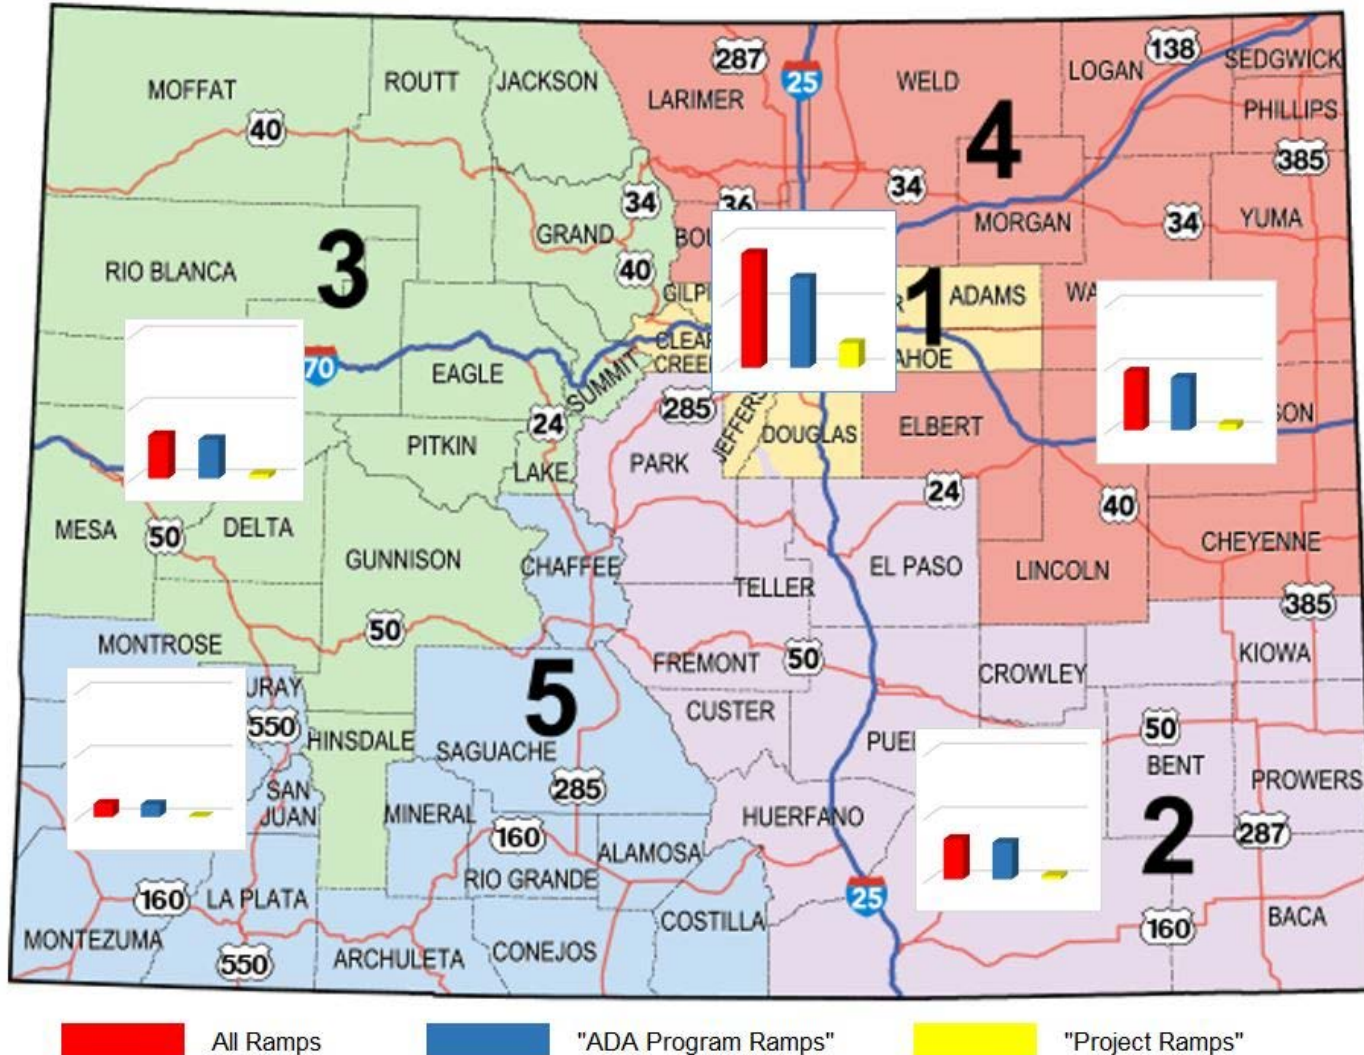 MOFFAT
ROUTT
JACKSON
LARIMER
287
25
WELD
LOGAN
138
SEDGWICK
PHILLIPS
385
40
4
34
36
34
MORGAN
34
YUMA
GRAND
40
RIO BLANCA
3
1
ADAMS
CLEAR
CREEK
70
EAGLE
SUMMIT
285
24
PITKIN
LAKE
PARK
DOUGLAS
ELBERT
24
40
MESA
50
DELTA
GUNNISON
CHAFFEE
TELLER
EL PASO
LINCOLN
CHEYENNE
385
MONTROSE
50
FREMONT
50
CROWLEY
KIOWA
URAY
550
HINSDALE
5
SAGUACHE
CUSTER
50
BENT
PROWERS
SAN
JUAN
MINERAL
285
HUERFANO
2
287
160
ALAMOSA
RIO GRANDE
160
LA PLATA
25
COSTILLA
160
BACA
MONTEZUMA
550
ARCHULETA
CONEJOS
All Ramps
"ADA Program Ramps"
"Project Ramps"